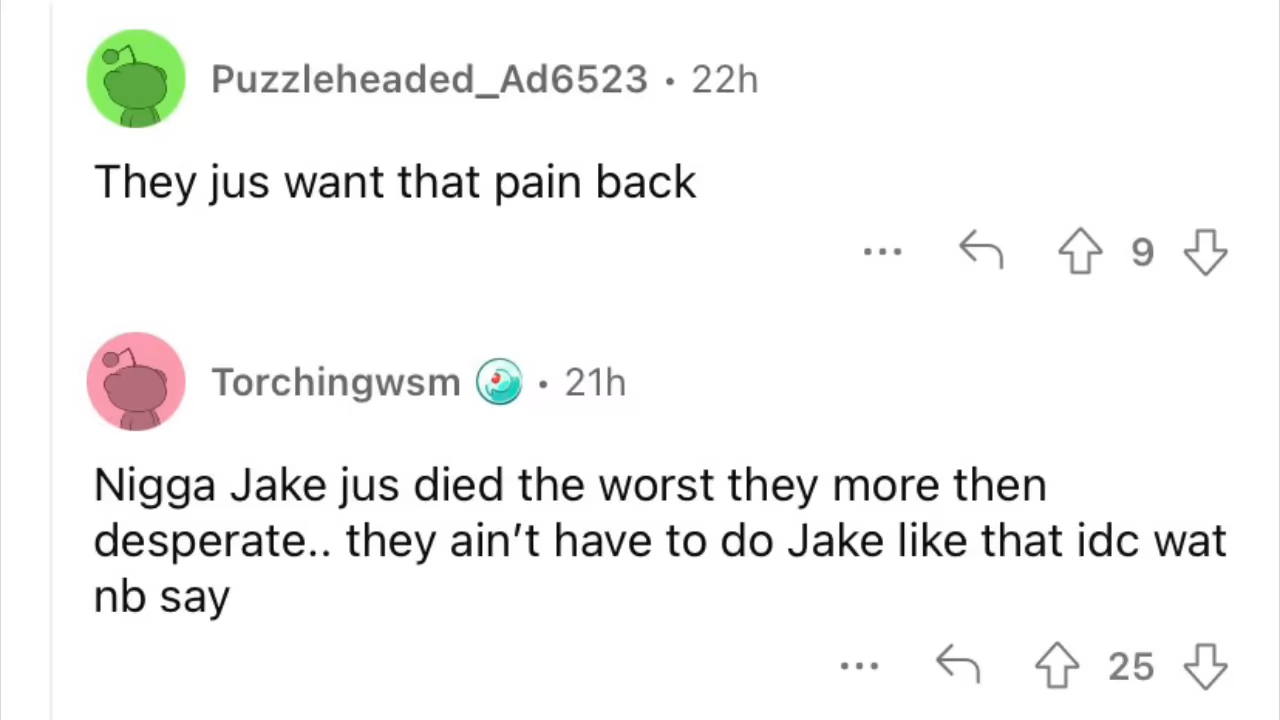 Puzzleheaded_Ad6523 • 22h
They jus want that pain back
9
Torchingwsm • 21h
Nigga Jake jus died the worst they more then
desperate.. they ain’t have to do Jake like that idc wat
nb say
25